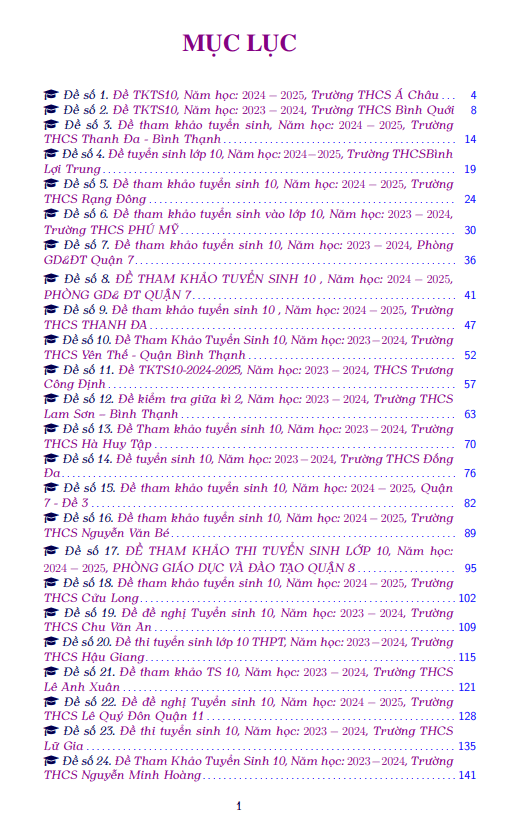 MỤC LỤC
Đề số 1. Đề TKTS10, Năm học: 2024 − 2025, Trường THCS Á Châu ... 4
Đề số 2. Đề TKTS10, Năm học: 2023 − 2024, Trường THCS Bình Quới 8
Đề số 3. Đề tham khảo tuyển sinh, Năm học: 2024 − 2025, Trường
THCS Thanh Đa - Bình Thạnh ........ 14
Đề số 4. Đề tuyển sinh lớp 10, Năm học: 2024−2025, Trường THCSBình
Lợi Trung ........ 19
Đề số 5. Đề tham khảo tuyển sinh 10, Năm học: 2024 − 2025, Trường
THCS Rạng Đông ........ 24
Đề số 6. Đề tham khảo tuyển sinh vào lớp 10, Năm học: 2023 − 2024,
Trường THCS PHÚ MỸ ........ 30
Đề số 7. Đề tham khảo tuyển sinh 10, Năm học: 2023 − 2024, Phòng
GD&ĐT Quận 7 ........ 36
Đề số 8. ĐỀ THAM KHẢO TUYỂN SINH 10 , Năm học: 2024 − 2025,
PHÒNG GD& ĐT QUẬN 7 ........ 41
Đề số 9. Đề tham khảo tuyển sinh 10 , Năm học: 2024 − 2025, Trường
THCS THANH ĐA ........ 47
Đề số 10. Đề Tham Khảo Tuyển Sinh 10, Năm học: 2023−2024, Trường
THCS Yên Thế - Quận Bình Thạnh ........ 52
Đề số 11. Đề TKTS10-2024-2025, Năm học: 2023 − 2024, THCS Trương
Công Định ........ 57
Đề số 12. Đề kiểm tra giữa kì 2, Năm học: 2023 − 2024, Trường THCS
Lam Sơn – Bình Thạnh ........ 63
Đề số 13. Đề Tham khảo tuyển sinh 10, Năm học: 2023−2024, Trường
THCS Hà Huy Tập ........ 70
Đề số 14. Đề tuyển sinh 10, Năm học: 2023−2024, Trường THCS Đống
Đa ........ 76
Đề số 15. Đề tham khảo tuyển sinh 10, Năm học: 2024 − 2025, Quận
7 - Đề 3 ........ 82
Đề số 16. Đề tham khảo tuyển sinh 10, Năm học: 2024 − 2025, Trường
THCS Nguyễn Văn Bé ........ 89
Đề số 17. ĐỀ THAM KHẢO THI TUYỂN SINH LỚP 10, Năm học:
2024 − 2025, PHÒNG GIÁO DỤC VÀ ĐÀO TẠO QUẬN 8 ........ 95
Đề số 18. Đề tham khảo tuyển sinh 10, Năm học: 2024 − 2025, Trường
THCS Cửu Long ........ 102
Đề số 19. Đề đề nghị Tuyển sinh 10, Năm học: 2023 − 2024, Trường
THCS Chu Văn An ........ 109
Đề số 20. Đề thi tuyển sinh lớp 10 THPT, Năm học: 2023−2024, Trường
THCS Hậu Giang ........ 115
Đề số 21. Đề tham khảo TS 10, Năm học: 2023 − 2024, Trường THCS
Lê Anh Xuân ........ 121
Đề số 22. Đề đề nghị Tuyển sinh 10, Năm học: 2024 − 2025, Trường
THCS Lê Quý Đôn Quận 11 ........ 128
Đề số 23. Đề thi tuyển sinh 10, Năm học: 2023 − 2024, Trường THCS
Lữ Gia ........ 135
Đề số 24. Đề Tham Khảo Tuyển Sinh 10, Năm học: 2023−2024, Trường
THCS Nguyễn Minh Hoàng ........ 141
1